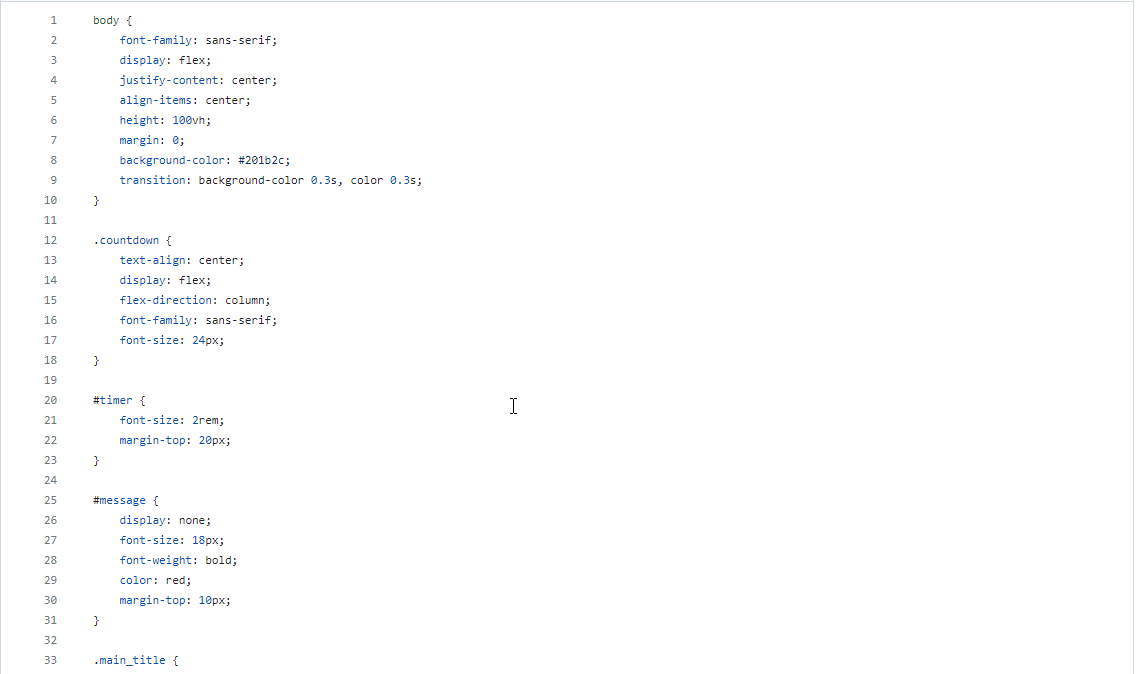 1 body {
2     font-family: sans-serif;
3     display: flex;
4     justify-content: center;
5     align-items: center;
6     height: 100vh;
7     margin: 0;
8     background-color: #201b2c;
9     transition: background-color 0.3s, color 0.3s;
10 }
11
12 .countdown {
13     text-align: center;
14     display: flex;
15     flex-direction: column;
16     font-family: sans-serif;
17     font-size: 24px;
18 }
19
20 #timer {
21     font-size: 2rem;
22     margin-top: 20px;
23 }
24
25 #message {
26     display: none;
27     font-size: 18px;
28     font-weight: bold;
29     color: red;
30     margin-top: 10px;
31 }
32
33 .main_title {